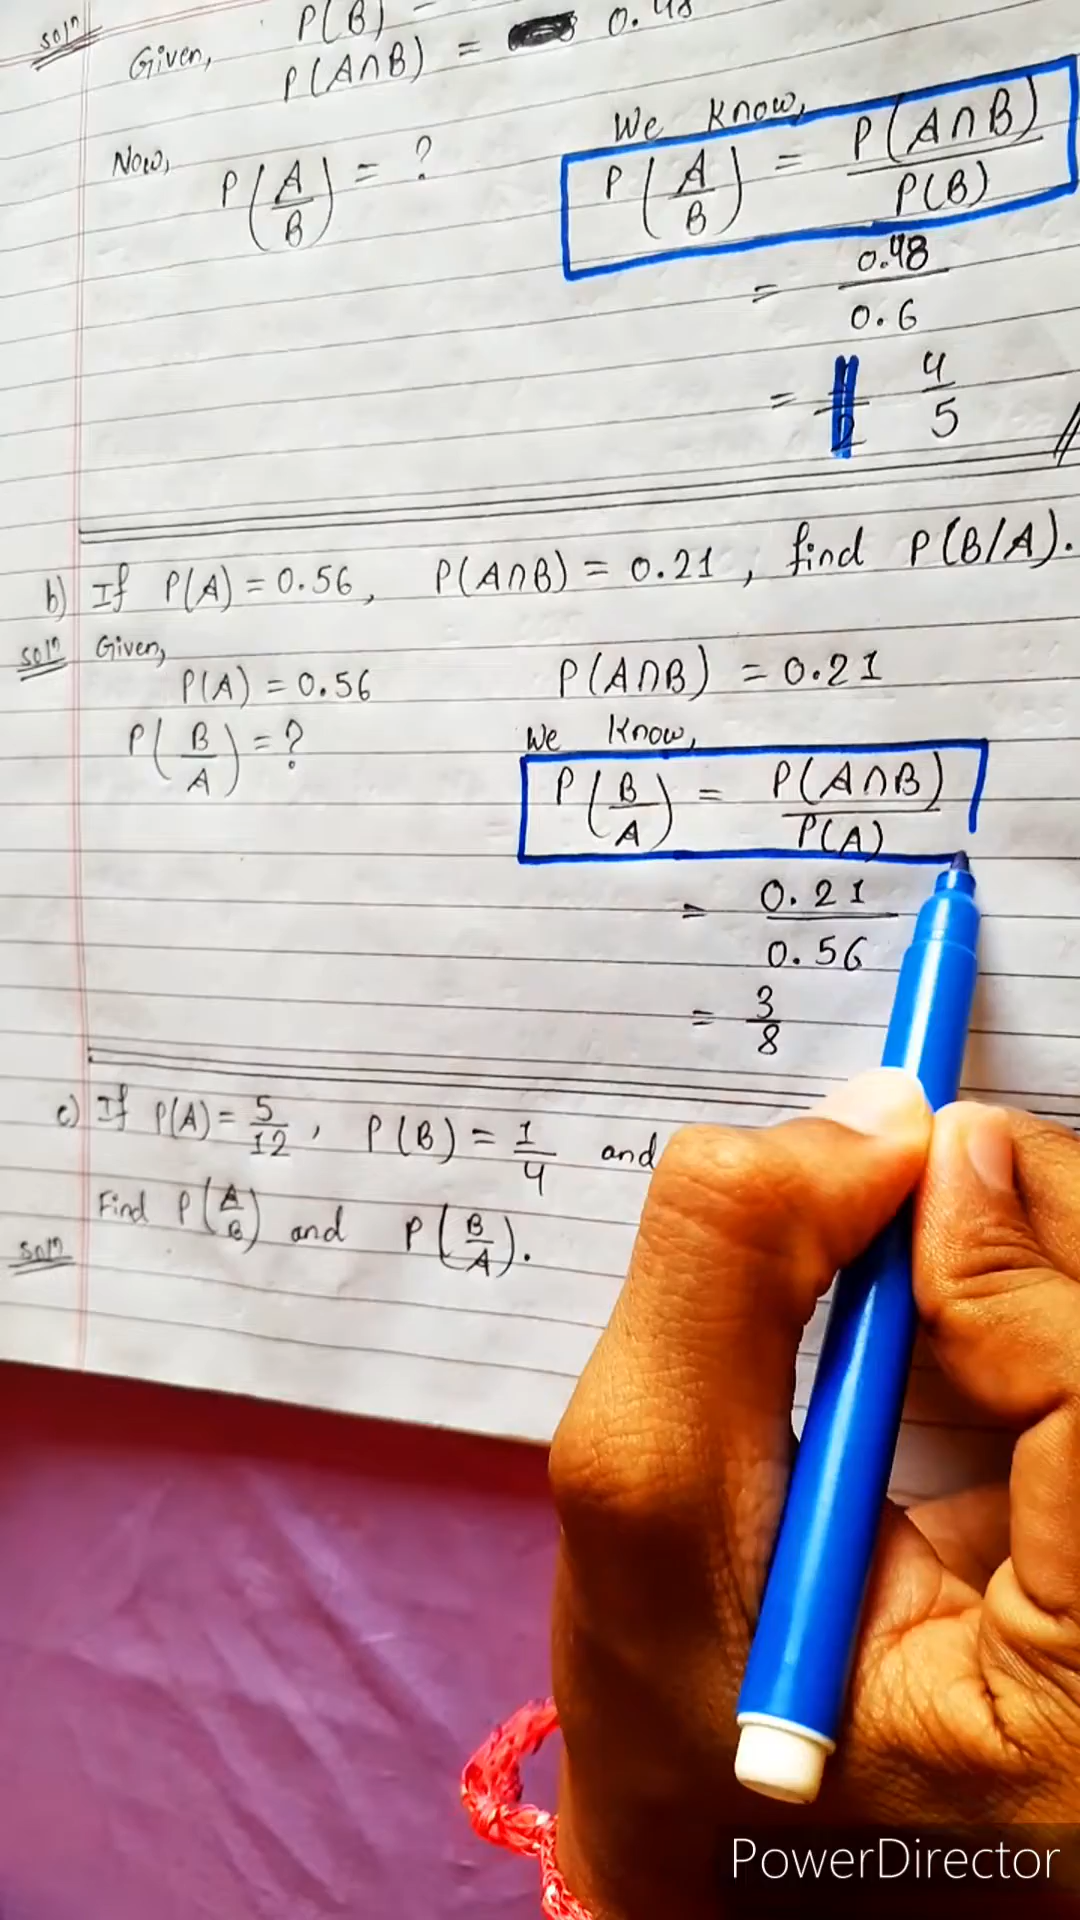 soln
Given, P(B)
P(A∩B) = 0.48
Now, P(A/B) = ?
We Know,
P(A/B) = P(A∩B)/P(B)
= 0.48/0.6
= 4/5
b) If P(A) = 0.56, P(A∩B) = 0.21, find P(B/A).
soln Given,
P(A) = 0.56 P(A∩B) = 0.21
P(B/A) = ?
We Know,
P(B/A) = P(A∩B)/P(A)
= 0.21/0.56
= 3/8
c) If P(A) = 5/12, P(B) = 1/4 and
Find P(A/B) and P(B/A).
soln
PowerDirector